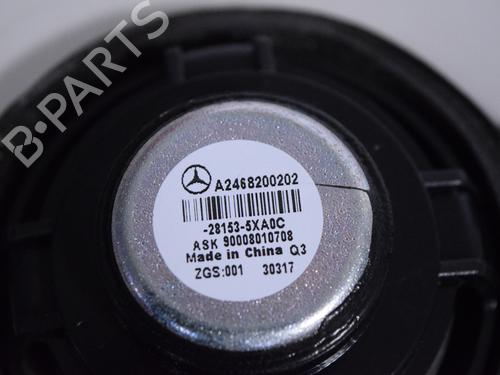 B-PARTS
A2468200202
-28153-5XA0C
ASK 90008010708
Made in China Q3
ZGS:001 30317